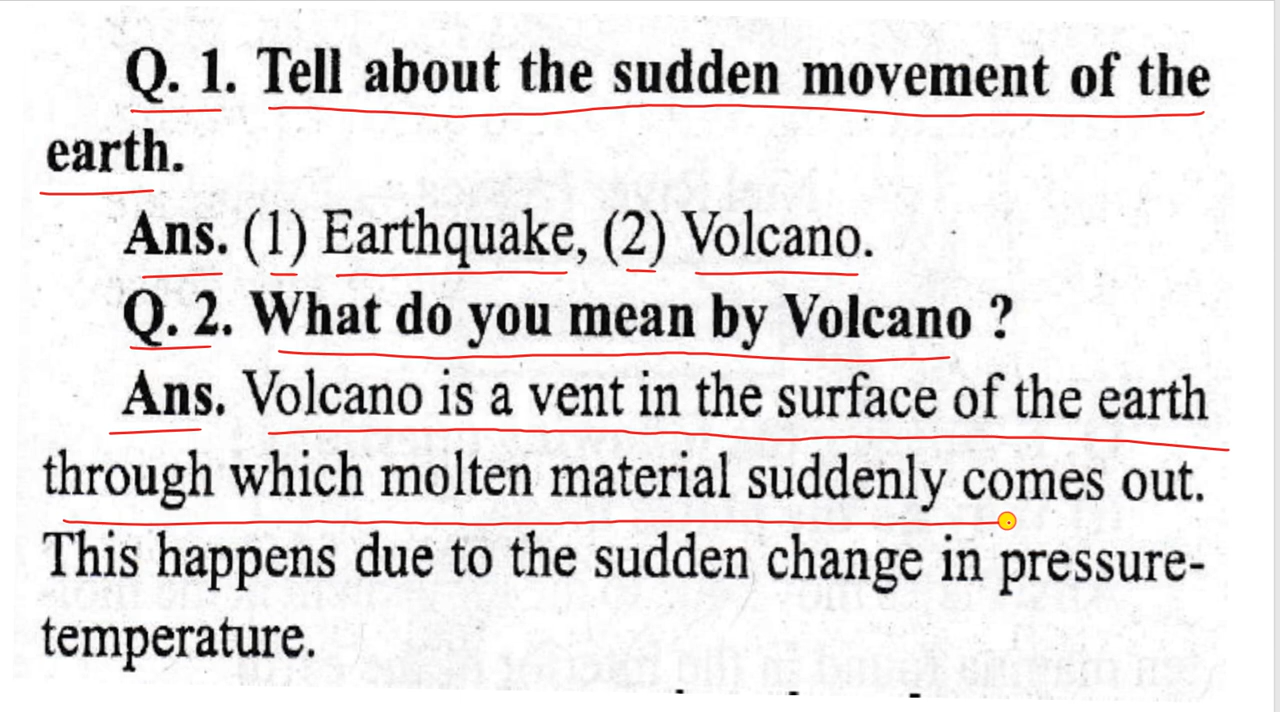 Q. 1. Tell about the sudden movement of the
earth.
Ans. (1) Earthquake, (2) Volcano.
Q. 2. What do you mean by Volcano ?
Ans. Volcano is a vent in the surface of the earth
through which molten material suddenly comes out.
This happens due to the sudden change in pressure-
temperature.